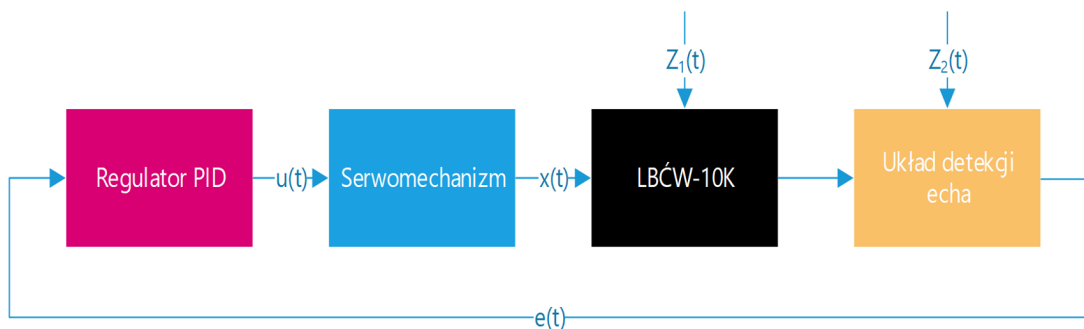 Z₁(t)
Z₂(t)
Regulator PID
u(t)
Serwomechanizm
x(t)
LBĆW-10K
Układ detekcji
echa
e(t)